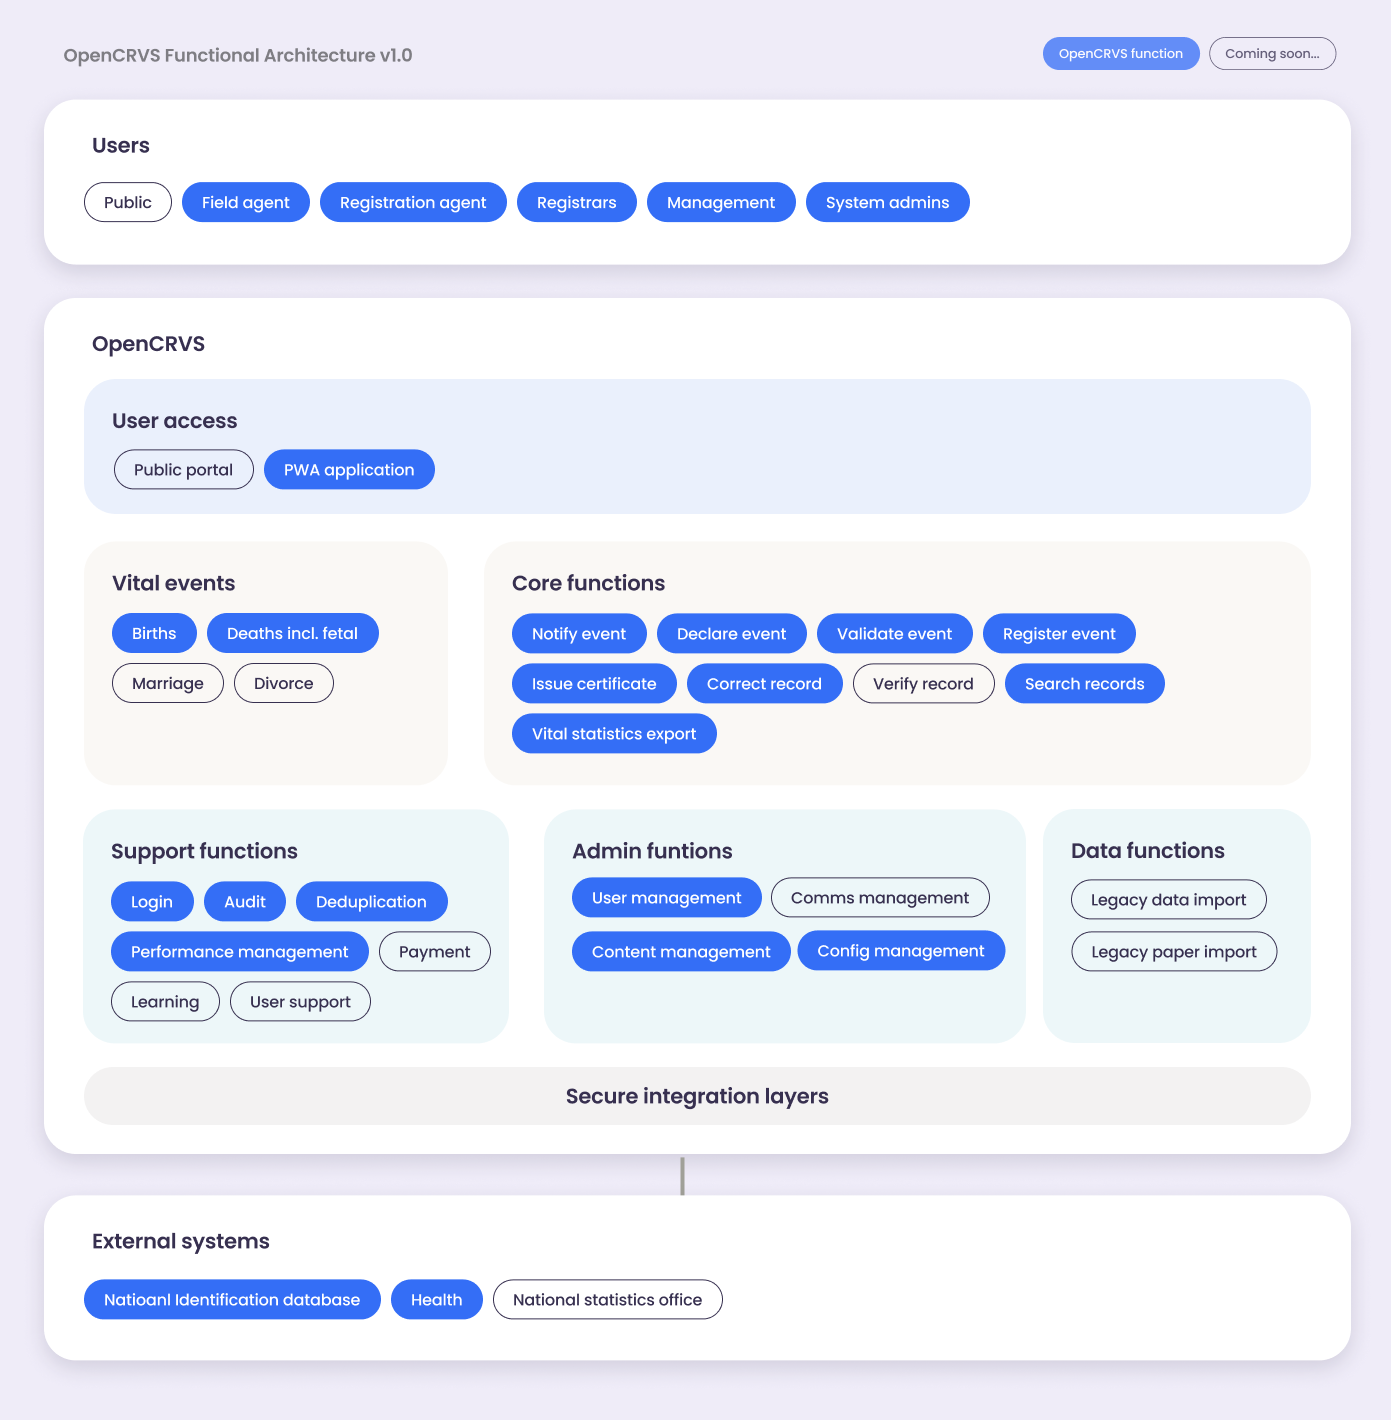 OpenCRVS Functional Architecture v1.0
OpenCRVS function
Coming soon...
Users
Public
Field agent
Registration agent
Registrars
Management
System admins
OpenCRVS
User access
Public portal
PWA application
Vital events
Births
Deaths incl. fetal
Marriage
Divorce
Core functions
Notify event
Declare event
Validate event
Register event
Issue certificate
Correct record
Verify record
Search records
Vital statistics export
Support functions
Login
Audit
Deduplication
Performance management
Payment
Learning
User support
Admin funtions
User management
Comms management
Content management
Config management
Data functions
Legacy data import
Legacy paper import
Secure integration layers
External systems
Natioanl Identification database
Health
National statistics office